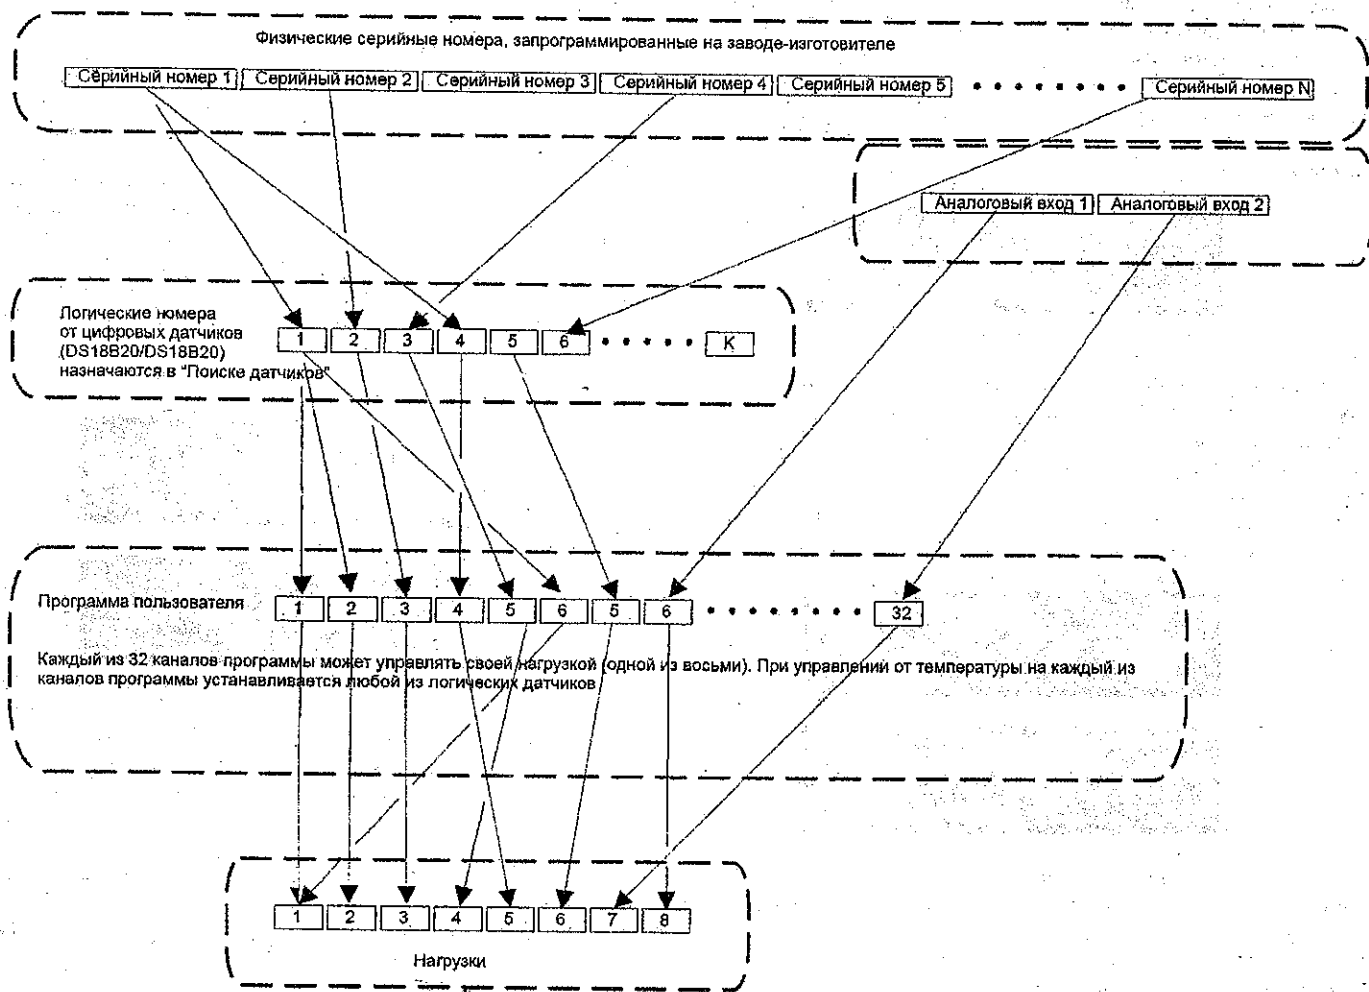 Физические серийные номера, запрограммированные на заводе-изготовителе
Серийный номер 1 Серийный номер 2 Серийный номер 3 Серийный номер 4 Серийный номер 5 Серийный номер N
Аналоговый вход 1 Аналоговый вход 2
Логические номера
от цифровых датчиков
(DS18B20/DS18B20)
назначаются в "Поиске датчиков"
1 2 3 4 5 6 K
Программа пользователя 1 2 3 4 5 6 5 6 32
Каждый из 32 каналов программы может управлять своей нагрузкой (одной из восьми). При управлении от температуры на каждый из
каналов программы устанавливается любой из логических датчиков
1 2 3 4 5 6 7 8
Нагрузки